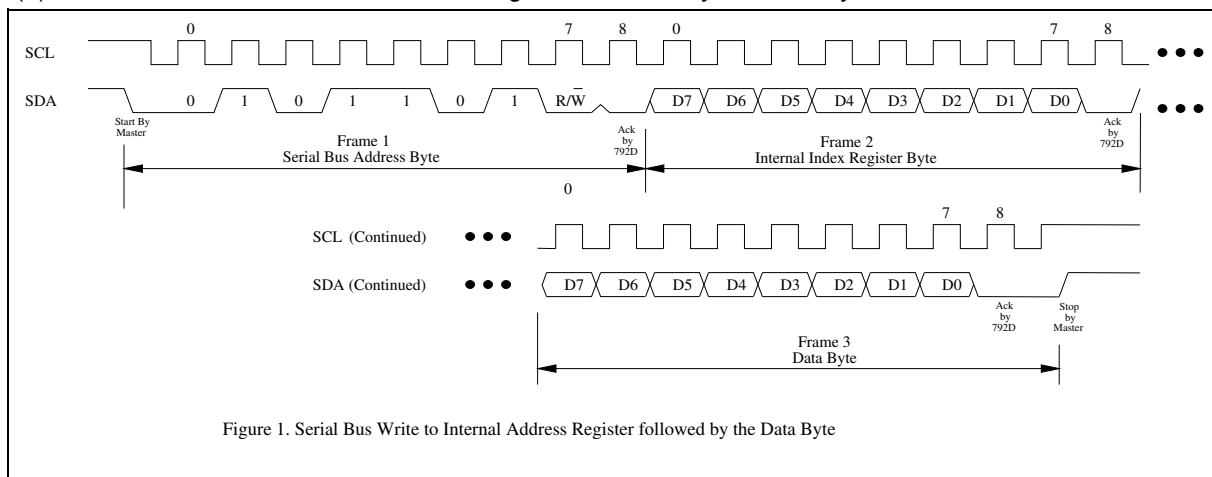 0 7 8 0 7 8
SCL
SDA 0 1 0 1 1 0 1 R/W D7 D6 D5 D4 D3 D2 D1 D0
Start By
Master
Ack
by
792D
Ack
by
792D
Frame 1
Serial Bus Address Byte
Frame 2
Internal Index Register Byte
0
7 8
SCL (Continued)
SDA (Continued) D7 D6 D5 D4 D3 D2 D1 D0
Ack
by
792D
Stop
by
Master
Frame 3
Data Byte
Figure 1. Serial Bus Write to Internal Address Register followed by the Data Byte